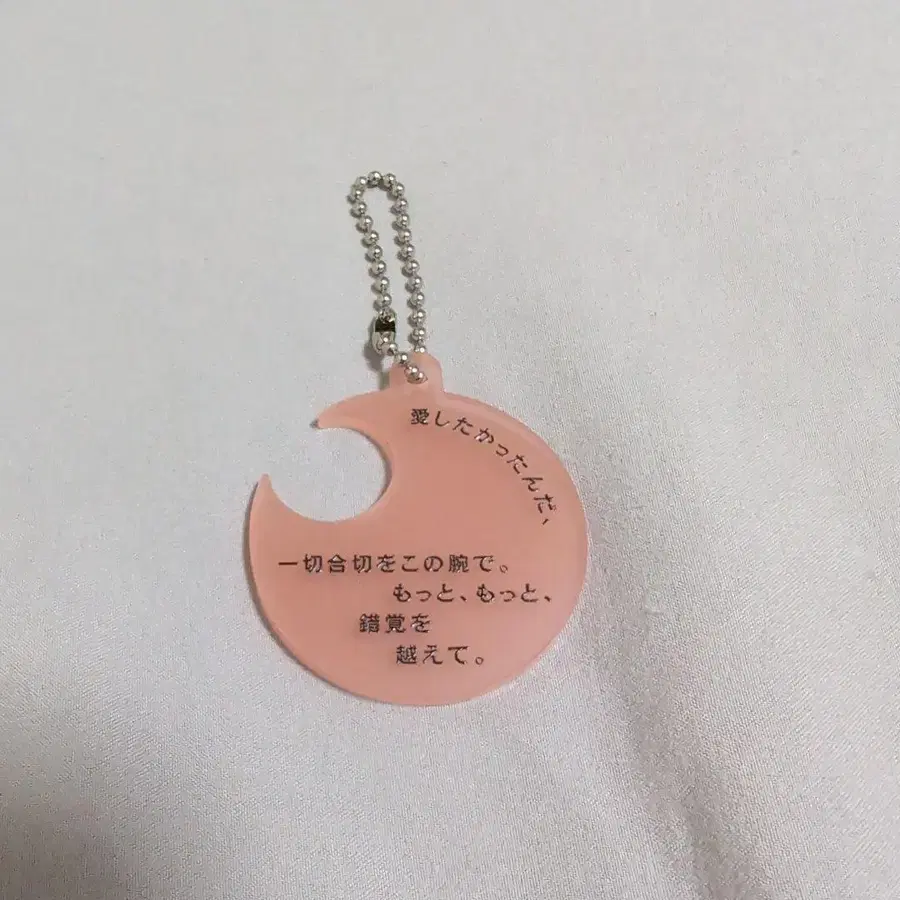 愛したかったんだ、
一切合切をこの腕で。
もっと、もっと、
錯覚を
越えて。